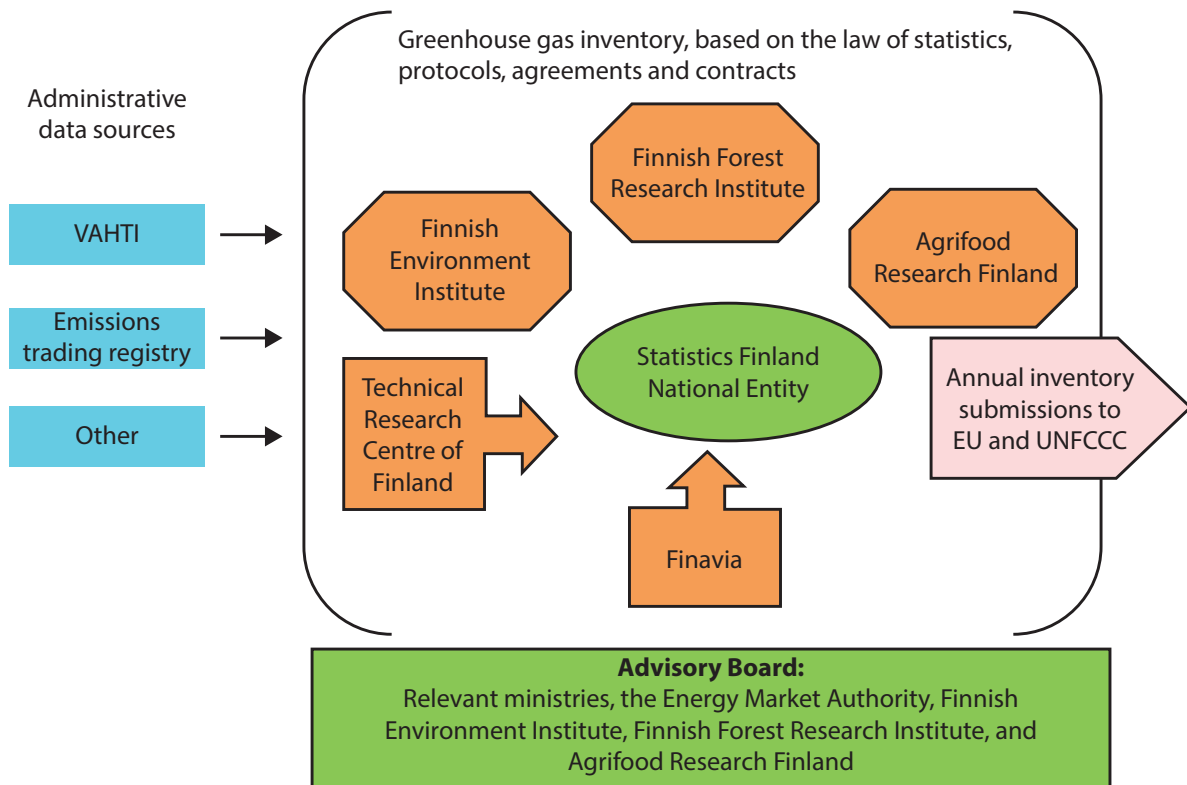 Greenhouse gas inventory, based on the law of statistics,
protocols, agreements and contracts
Administrative
data sources
VAHTI
Emissions
trading registry
Other
Finnish Forest
Research Institute
Finnish
Environment
Institute
Agrifood
Research Finland
Statistics Finland
National Entity
Technical
Research
Centre of
Finland
Annual inventory
submissions to
EU and UNFCCC
Finavia
Advisory Board:
Relevant ministries, the Energy Market Authority, Finnish
Environment Institute, Finnish Forest Research Institute, and
Agrifood Research Finland